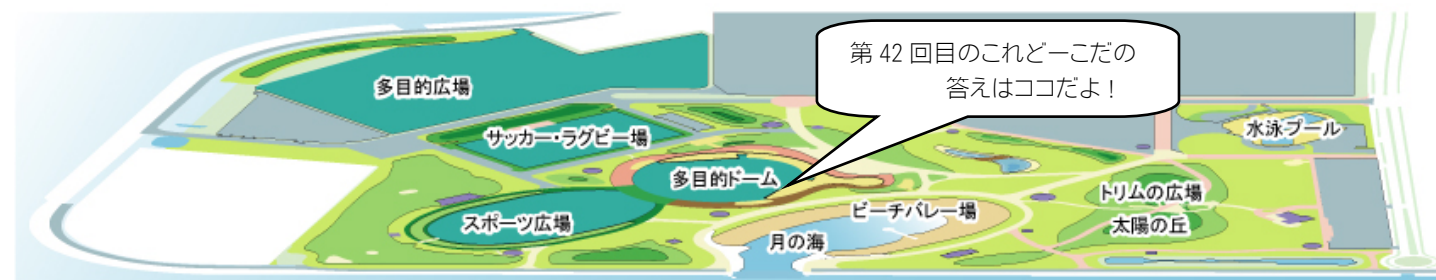 第 42 回目のこれどーこだの
答えはココだよ！
多目的広場
サッカー・ラグビー場
水泳プール
多目的ドーム
トリムの広場
ビーチバレー場
スポーツ広場
太陽の丘
月の海